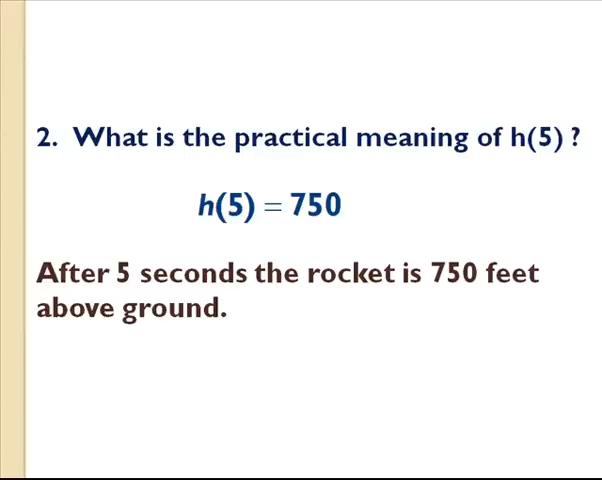 2. What is the practical meaning of h(5) ?
h(5) = 750
After 5 seconds the rocket is 750 feet
above ground.